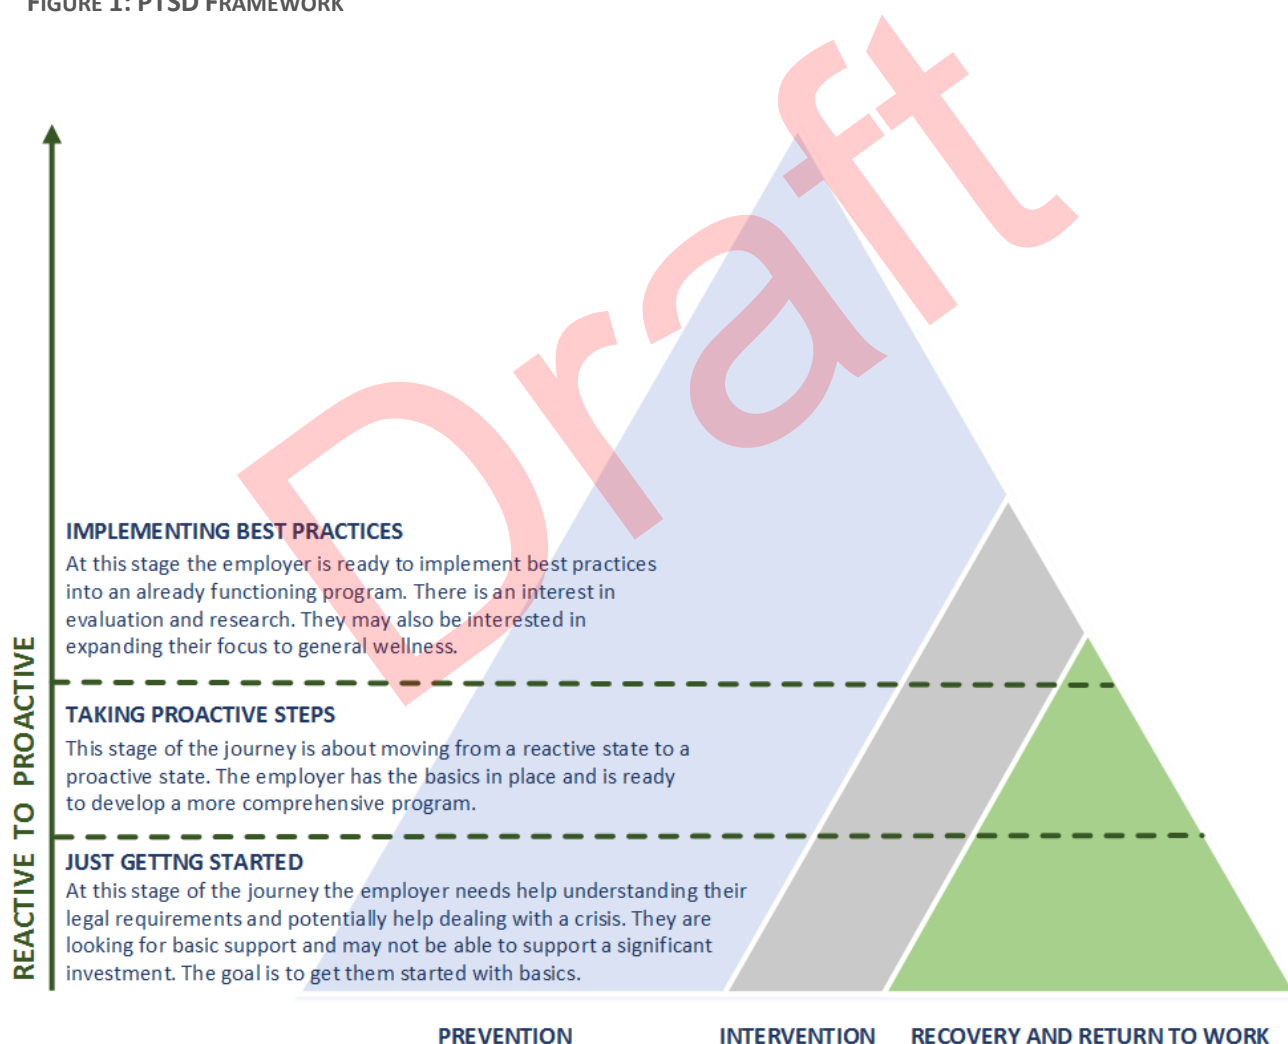 FIGURE 1: PTSD FRAMEWORK
Draft
IMPLEMENTING BEST PRACTICES
At this stage the employer is ready to implement best practices
into an already functioning program. There is an interest in
evaluation and research. They may also be interested in
expanding their focus to general wellness.
TAKING PROACTIVE STEPS
This stage of the journey is about moving from a reactive state to a
proactive state. The employer has the basics in place and is ready
to develop a more comprehensive program.
JUST GETTNG STARTED
At this stage of the journey the employer needs help understanding their
legal requirements and potentially help dealing with a crisis. They are
looking for basic support and may not be able to support a significant
investment. The goal is to get them started with basics.
REACTIVE TO PROACTIVE
PREVENTION
INTERVENTION
RECOVERY AND RETURN TO WORK